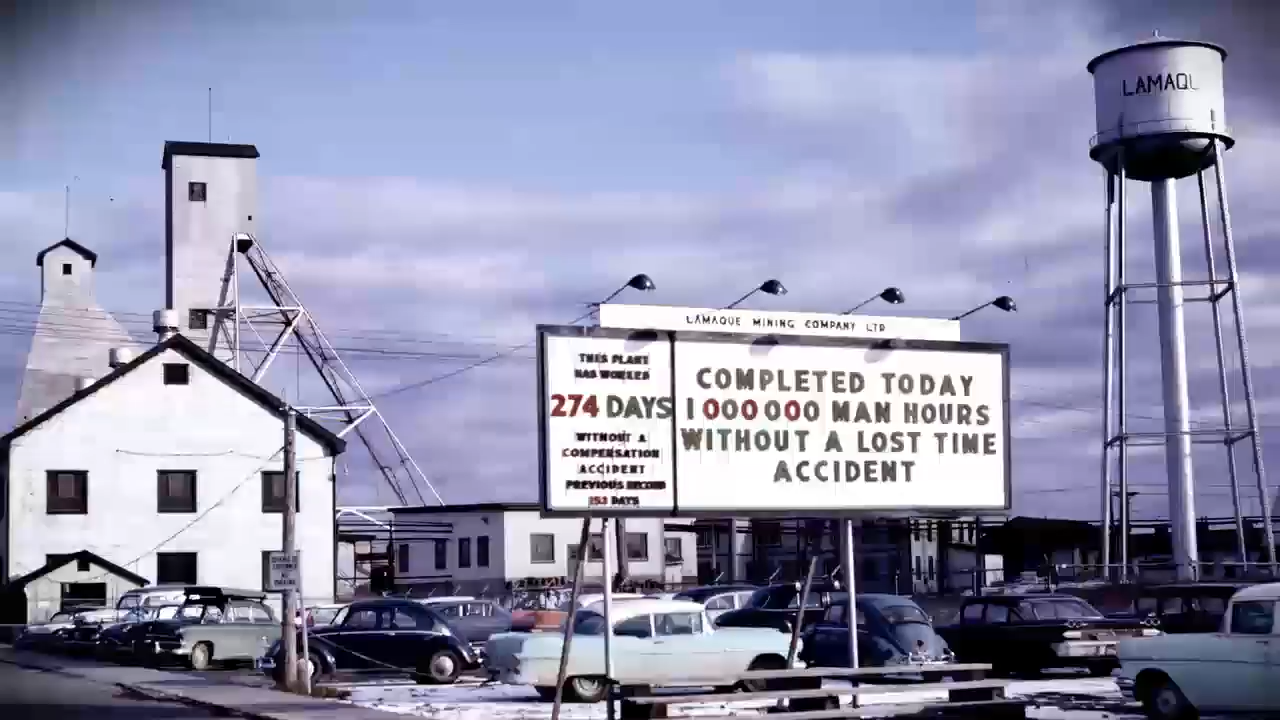 LAMAQU
LAMAQUE MINING COMPANY LTD
THIS PLANT
HAS WORKED
274 DAYS
WITHOUT A
COMPENSATION
ACCIDENT
PREVIOUS RECORD
153 DAYS
COMPLETED TODAY
1 000 000 MAN HOURS
WITHOUT A LOST TIME
ACCIDENT